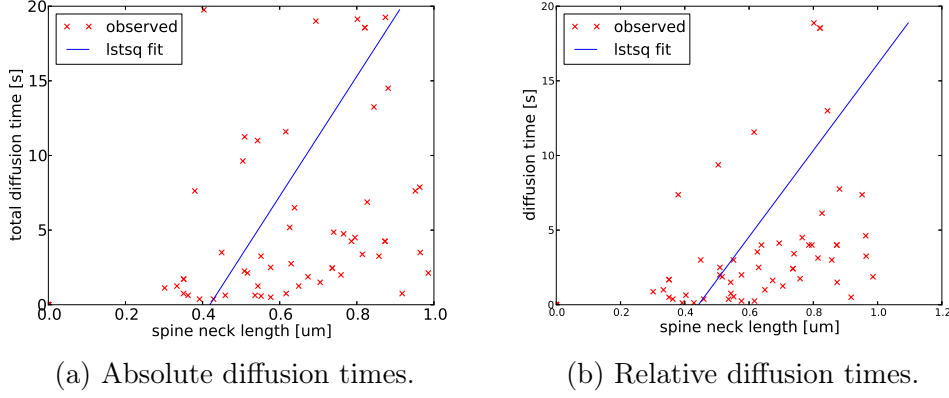 20
15
10
5
0
total diffusion time [s]
0.0 0.2 0.4 0.6 0.8 1.0
spine neck length [um]
observed
lstsq fit
(a) Absolute diffusion times.
20
15
10
5
0
diffusion time [s]
0.0 0.2 0.4 0.6 0.8 1.0 1.2
spine neck length [um]
observed
lstsq fit
(b) Relative diffusion times.